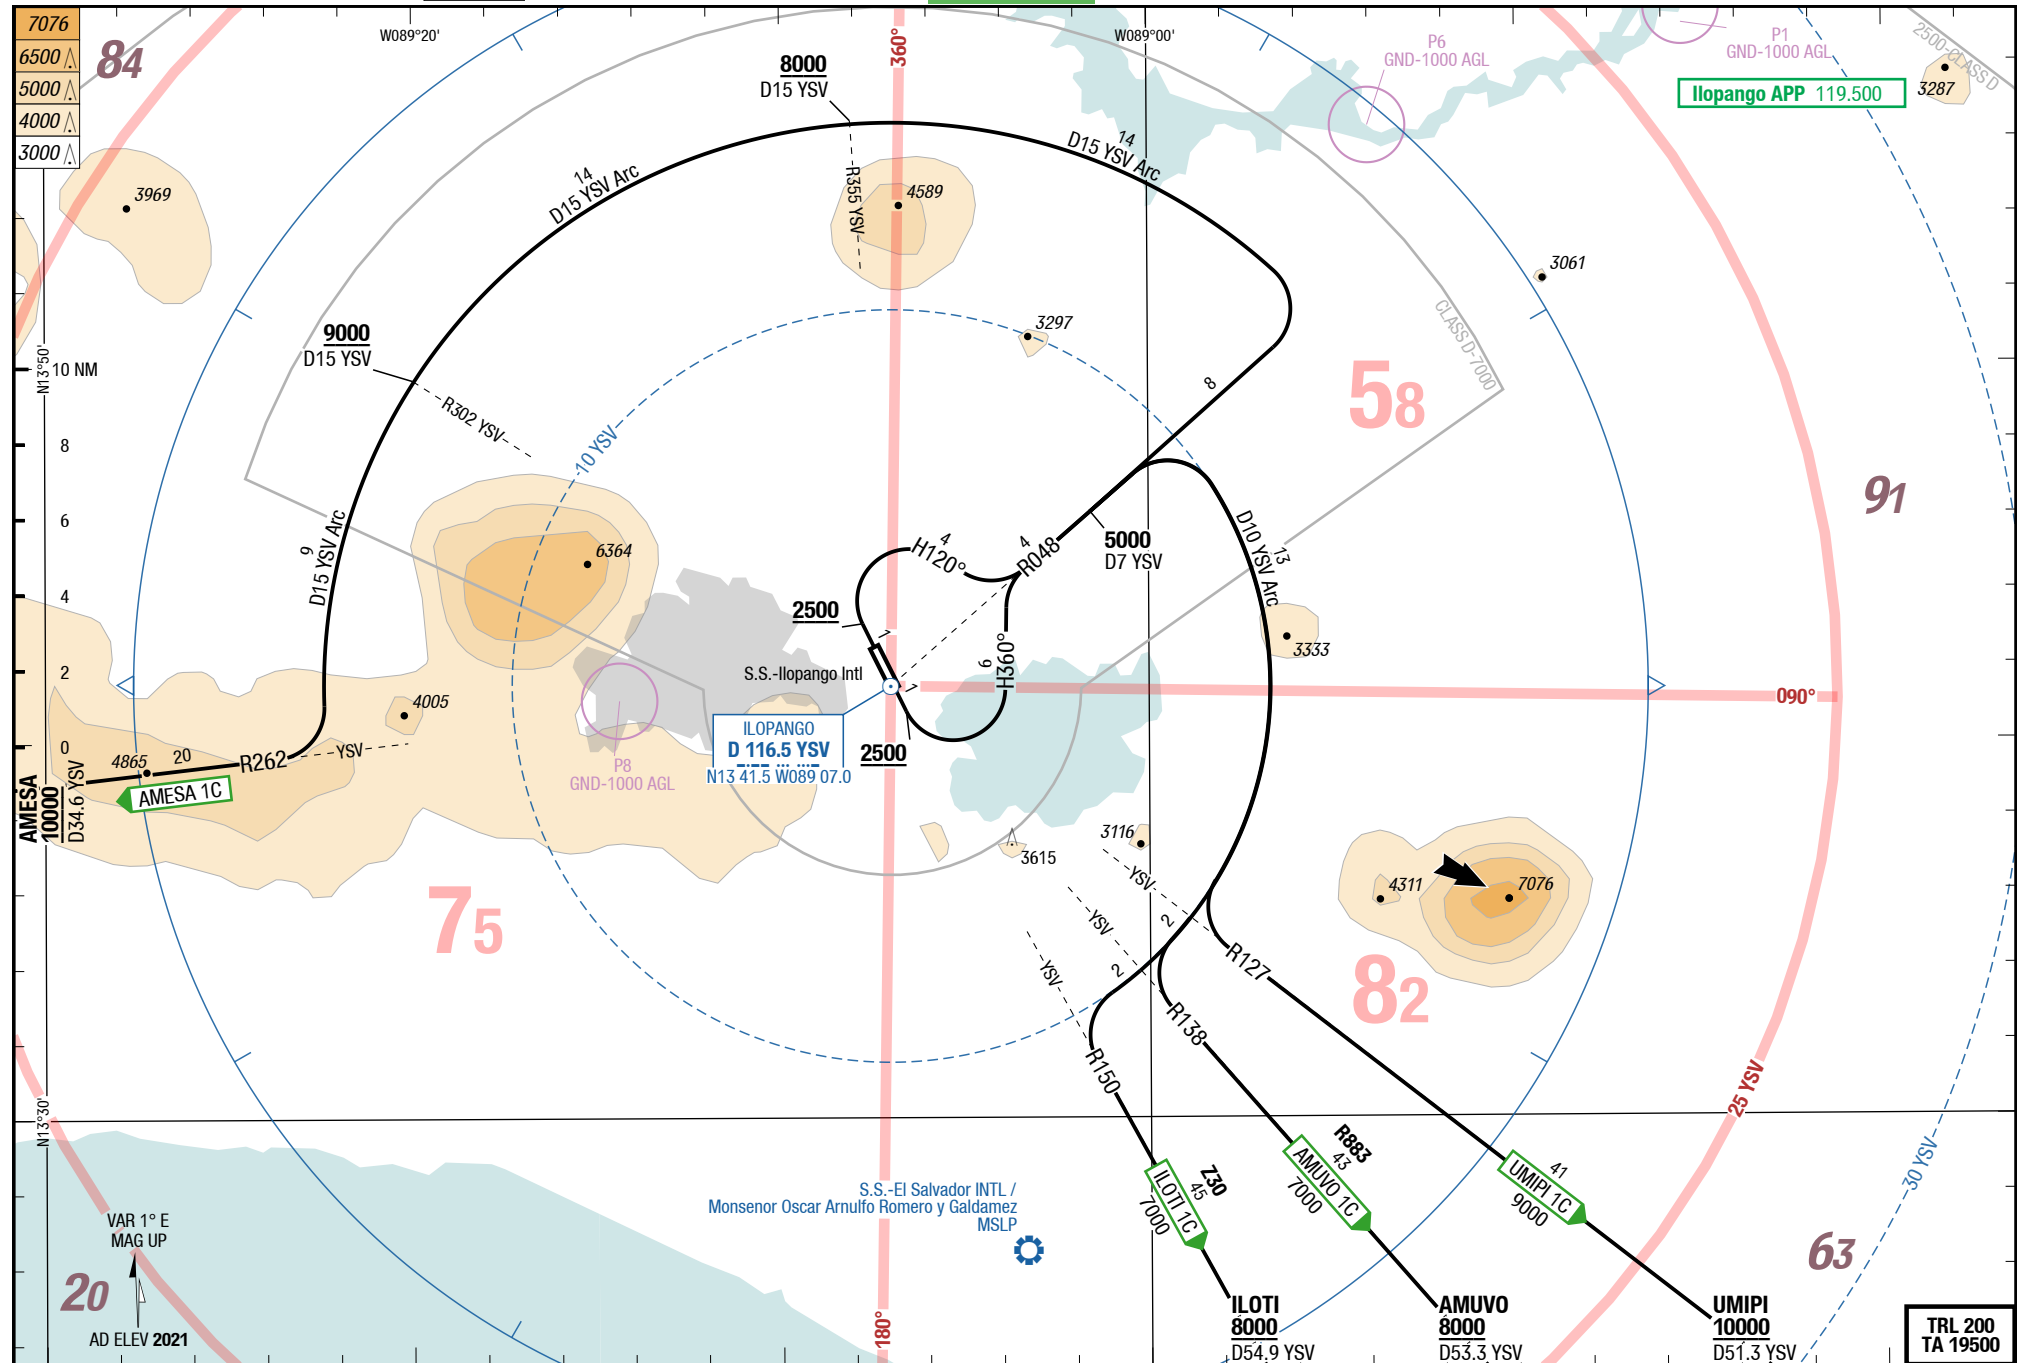 7076
6500
5000
4000
3000
84
W089°20'
360°
W089°00'
P6
GND-1000 AGL
P1
GND-1000 AGL
2500-CLASS D
3287
Ilopango APP 119.500
8000
D15 YSV
14
D15 YSV Arc
14
D15 YSV Arc
R355 YSV
4589
3969
3061
9000
D15 YSV
R302 YSV
3297
CLASS D-7000
N13°50'
10 NM
8
6
4
2
0
10 YSV
8
58
91
9
D15 YSV Arc
6364
4
H120°
4
R048
5000
D7 YSV
13
D10 YSV Arc
2500
1
S.S.-Ilopango Intl
1
9
H360°
3333
090°
4005
ILOPANGO
D 116.5 YSV
N13 41.5 W089 07.0
2500
P8
GND-1000 AGL
4865
20
R262
YSV
AMESA 1C
AMESA
10000
D34.6 YSV
3615
3116
YSV
YSV
YSV
2
2
4311
7076
75
82
R127
R138
R150
25 YSV
30 YSV
N13°30'
Z30
45
ILOTI 1C
7000
R883
43
AMUVO 1C
7000
41
UMIPI 1C
9000
S.S.-El Salvador INTL /
Monsenor Oscar Arnulfo Romero y Galdamez
MSLP
VAR 1° E
MAG UP
20
AD ELEV 2021
180°
63
ILOTI
8000
D54.9 YSV
AMUVO
8000
D53.3 YSV
UMIPI
10000
D51.3 YSV
TRL 200
TA 19500